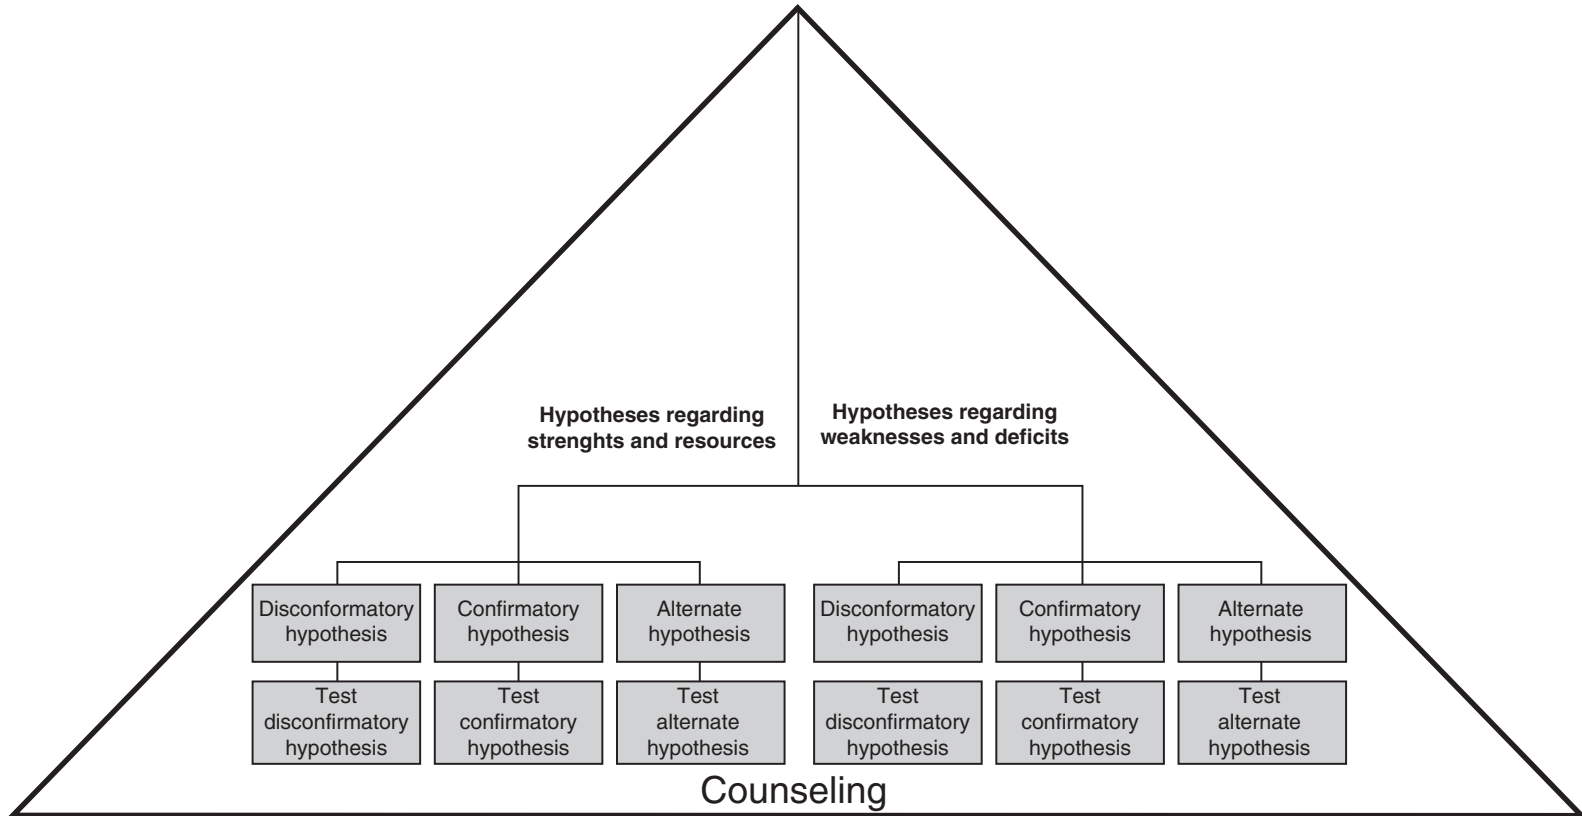 Hypotheses regarding
strenghts and resources
Hypotheses regarding
weaknesses and deficits
Disconformatory
hypothesis
Confirmatory
hypothesis
Alternate
hypothesis
Disconformatory
hypothesis
Confirmatory
hypothesis
Alternate
hypothesis
Test
disconfirmatory
hypothesis
Test
confirmatory
hypothesis
Test
alternate
hypothesis
Test
disconfirmatory
hypothesis
Test
confirmatory
hypothesis
Test
alternate
hypothesis
Counseling